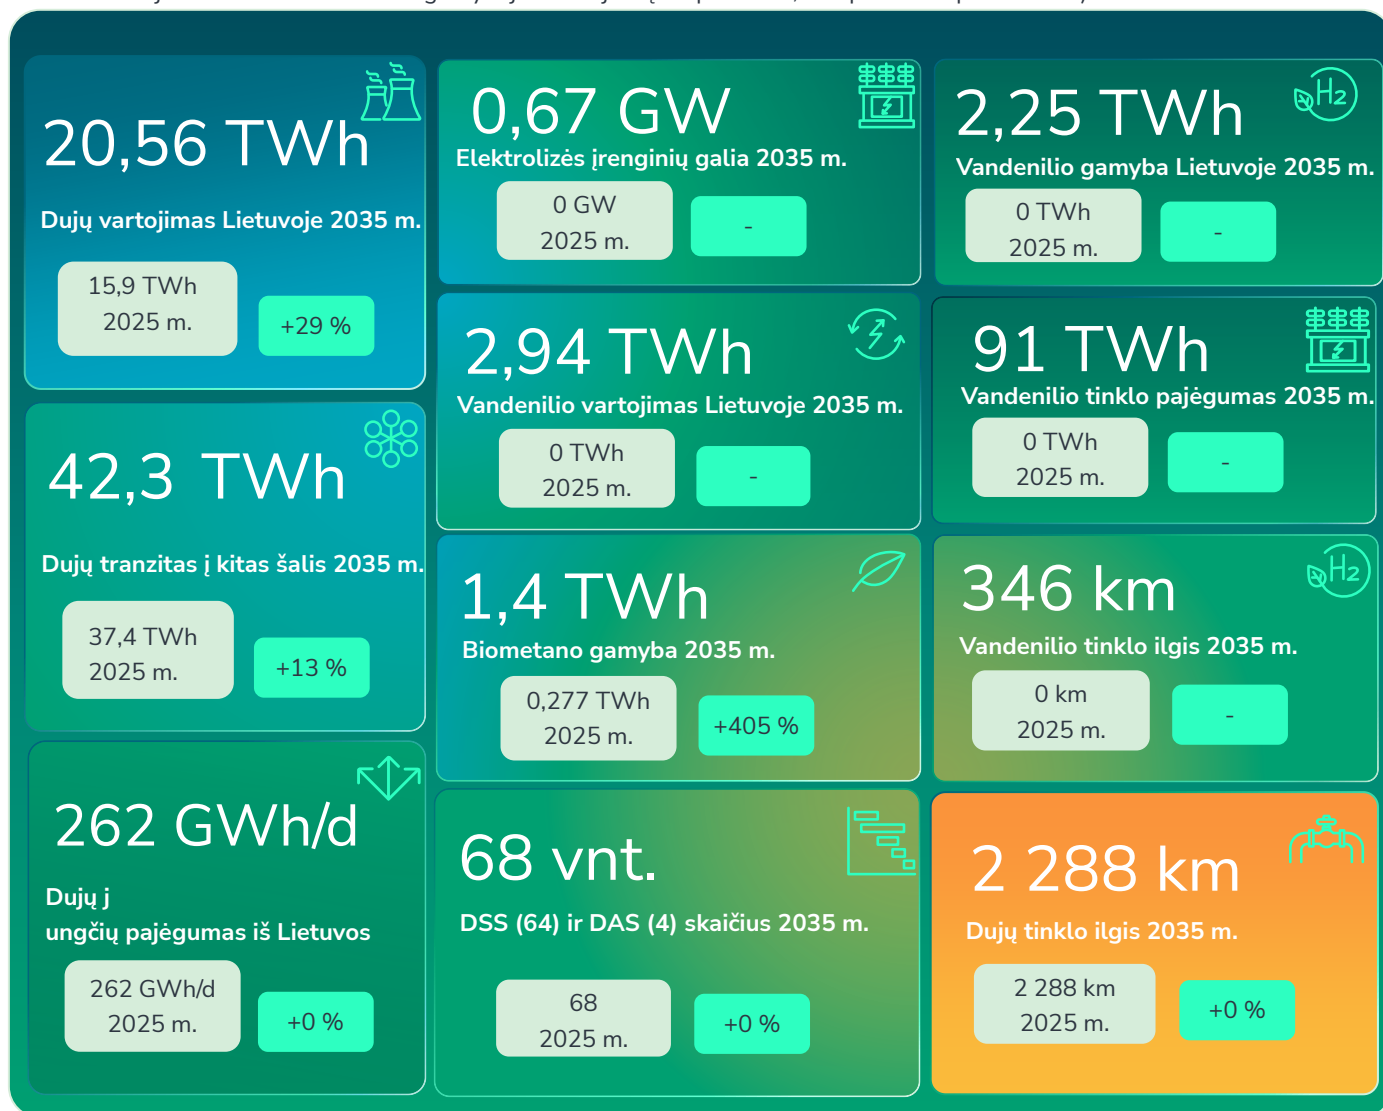 20,56 TWh
Dujų vartojimas Lietuvoje 2035 m.
15,9 TWh
2025 m.
+29 %
42,3 TWh
Dujų tranzitas į kitas šalis 2035 m.
37,4 TWh
2025 m.
+13 %
262 GWh/d
Dujų j
ungčių pajėgumas iš Lietuvos
262 GWh/d
2025 m.
+0 %
0,67 GW
Elektrolizės įrenginių galia 2035 m.
0 GW
2025 m.
-
2,94 TWh
Vandenilio vartojimas Lietuvoje 2035 m.
0 TWh
2025 m.
-
1,4 TWh
Biometano gamyba 2035 m.
0,277 TWh
2025 m.
+405 %
68 vnt.
DSS (64) ir DAS (4) skaičius 2035 m.
68
2025 m.
+0 %
2,25 TWh
H2
Vandenilio gamyba Lietuvoje 2035 m.
0 TWh
2025 m.
-
91 TWh
Vandenilio tinklo pajėgumas 2035 m.
0 TWh
2025 m.
-
346 km
H2
Vandenilio tinklo ilgis 2035 m.
0 km
2025 m.
-
2 288 km
Dujų tinklo ilgis 2035 m.
2 288 km
2025 m.
+0 %